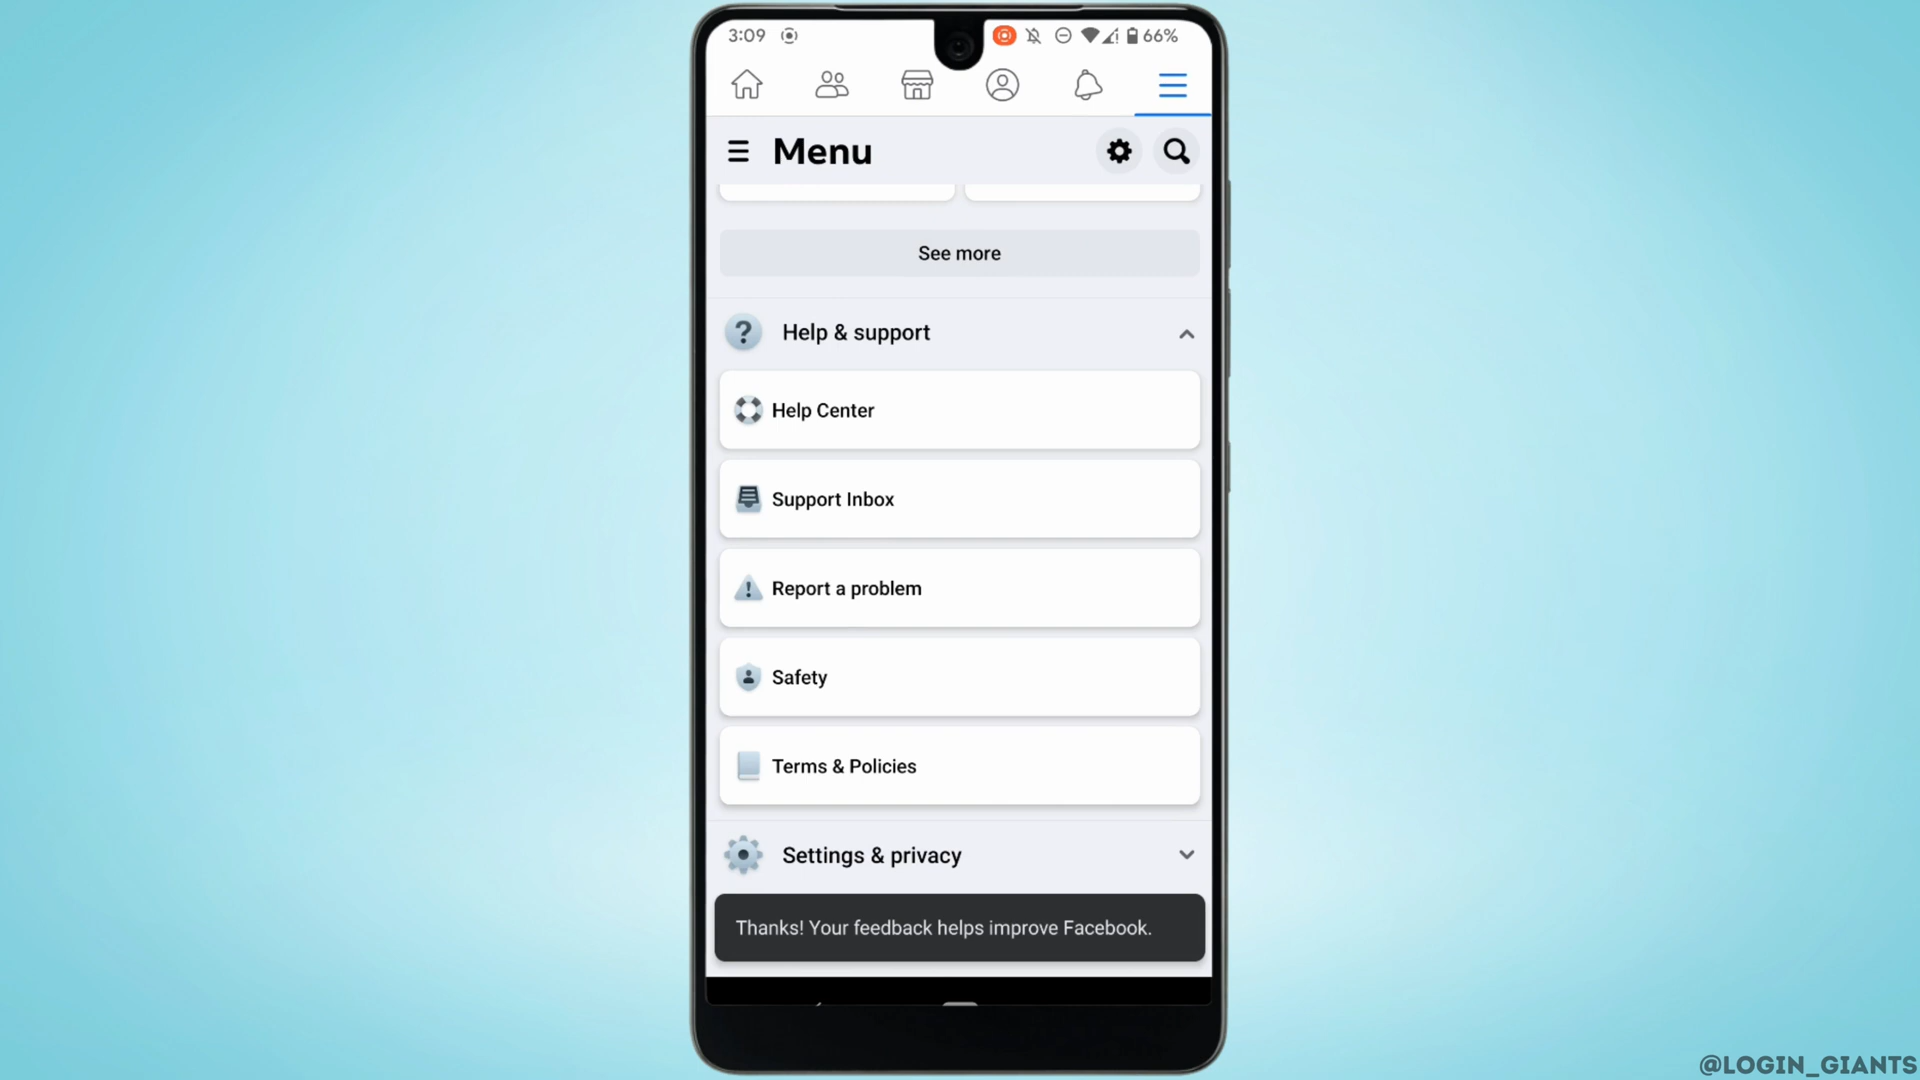 3:09
66%
Menu
See more
Help & support
Help Center
Support Inbox
Report a problem
Safety
Terms & Policies
Settings & privacy
Thanks! Your feedback helps improve Facebook.
@LOGIN_GIANTS